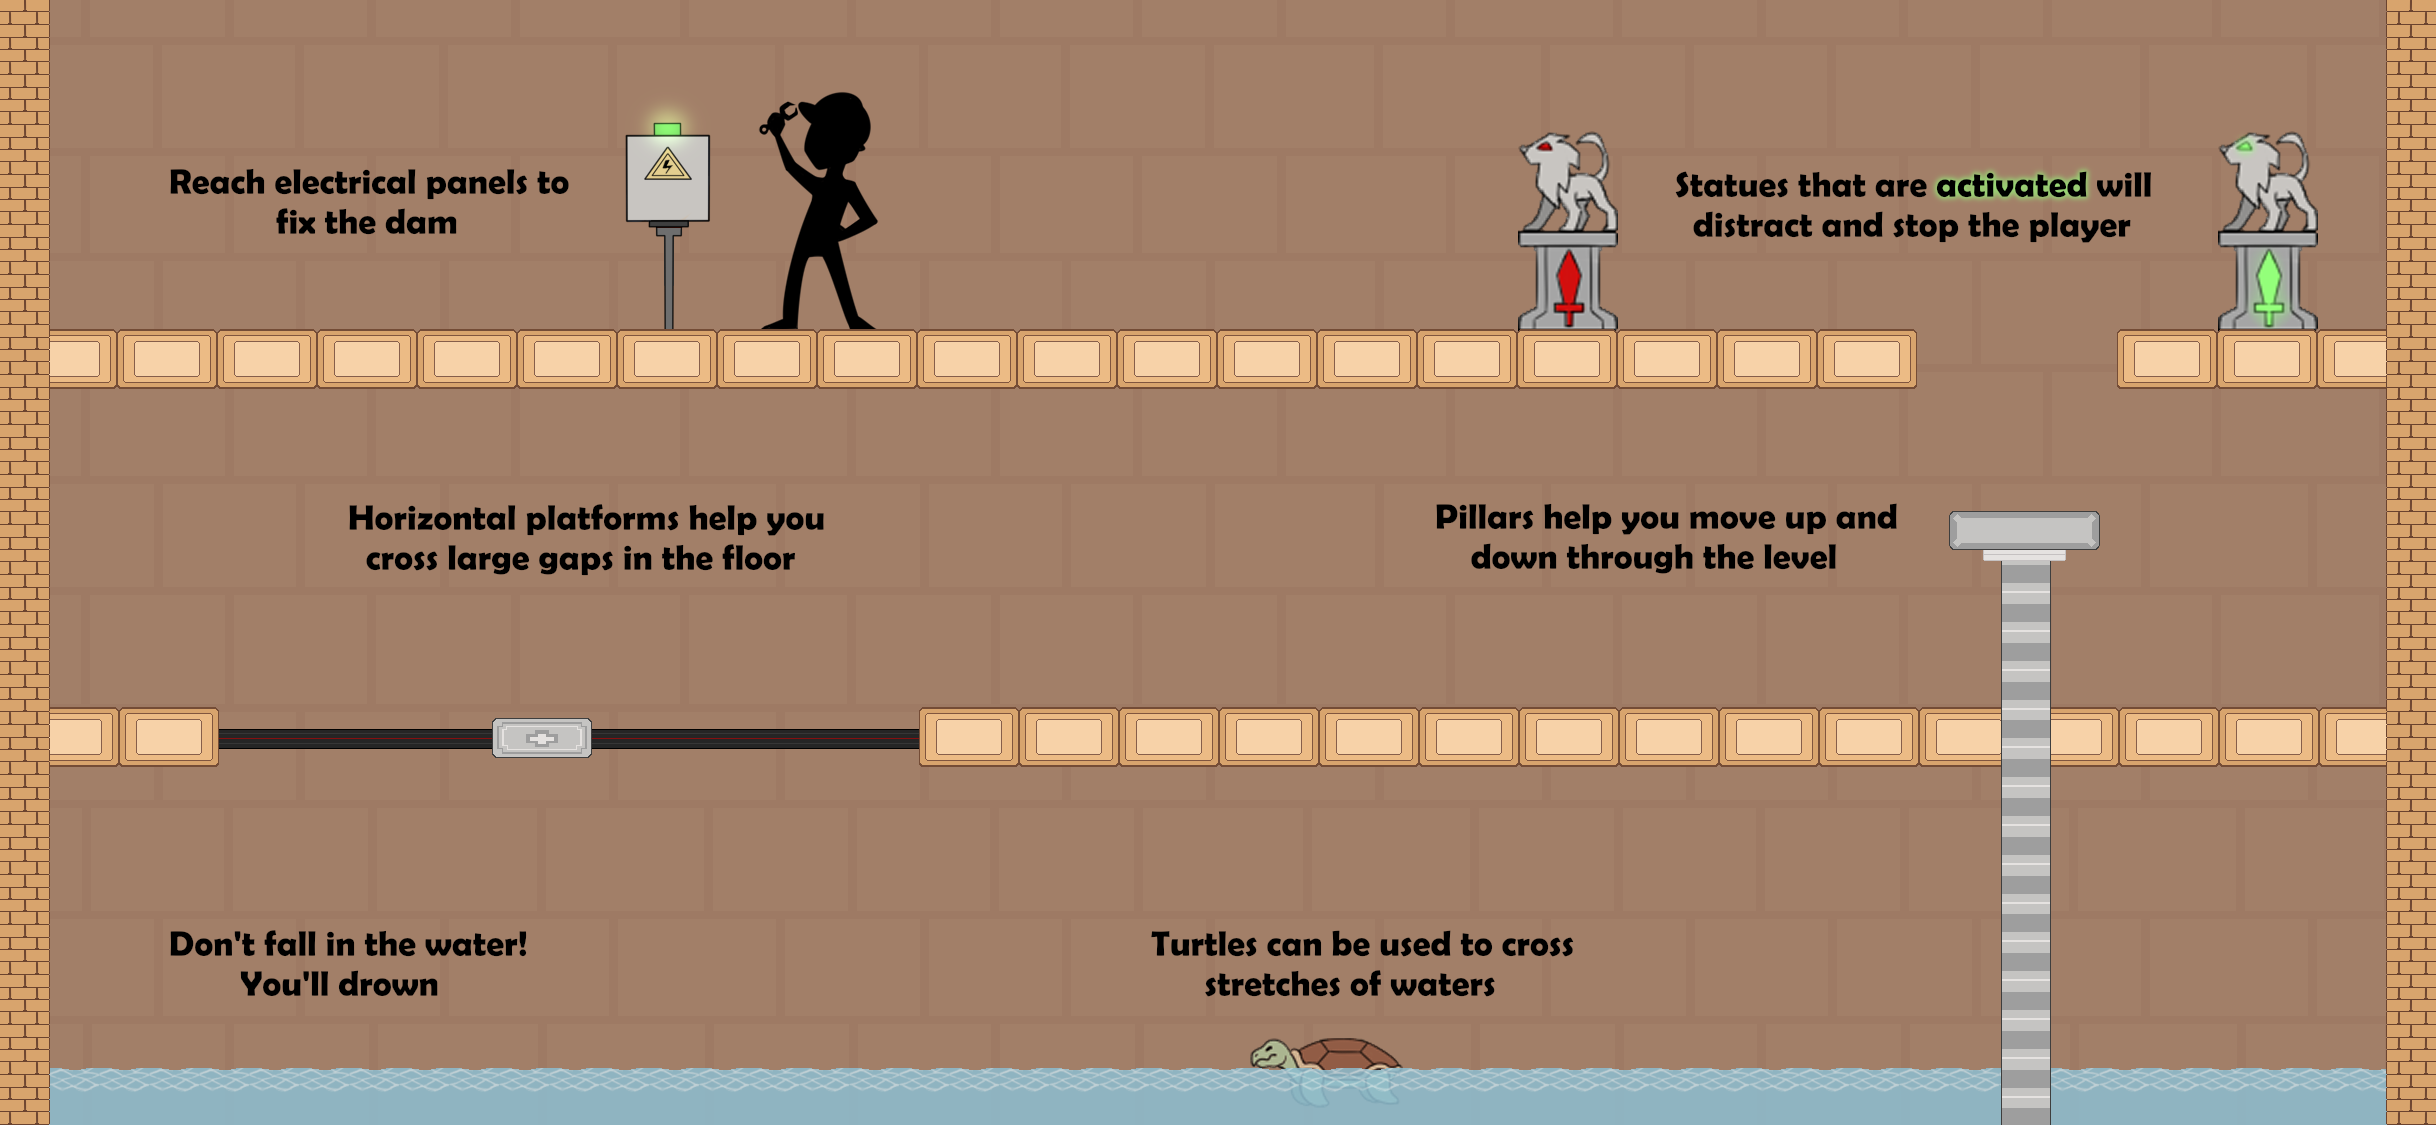 Reach electrical panels to
fix the dam
Statues that are activated will
distract and stop the player
Horizontal platforms help you
cross large gaps in the floor
Pillars help you move up and
down through the level
Don't fall in the water!
You'll drown
Turtles can be used to cross
stretches of waters